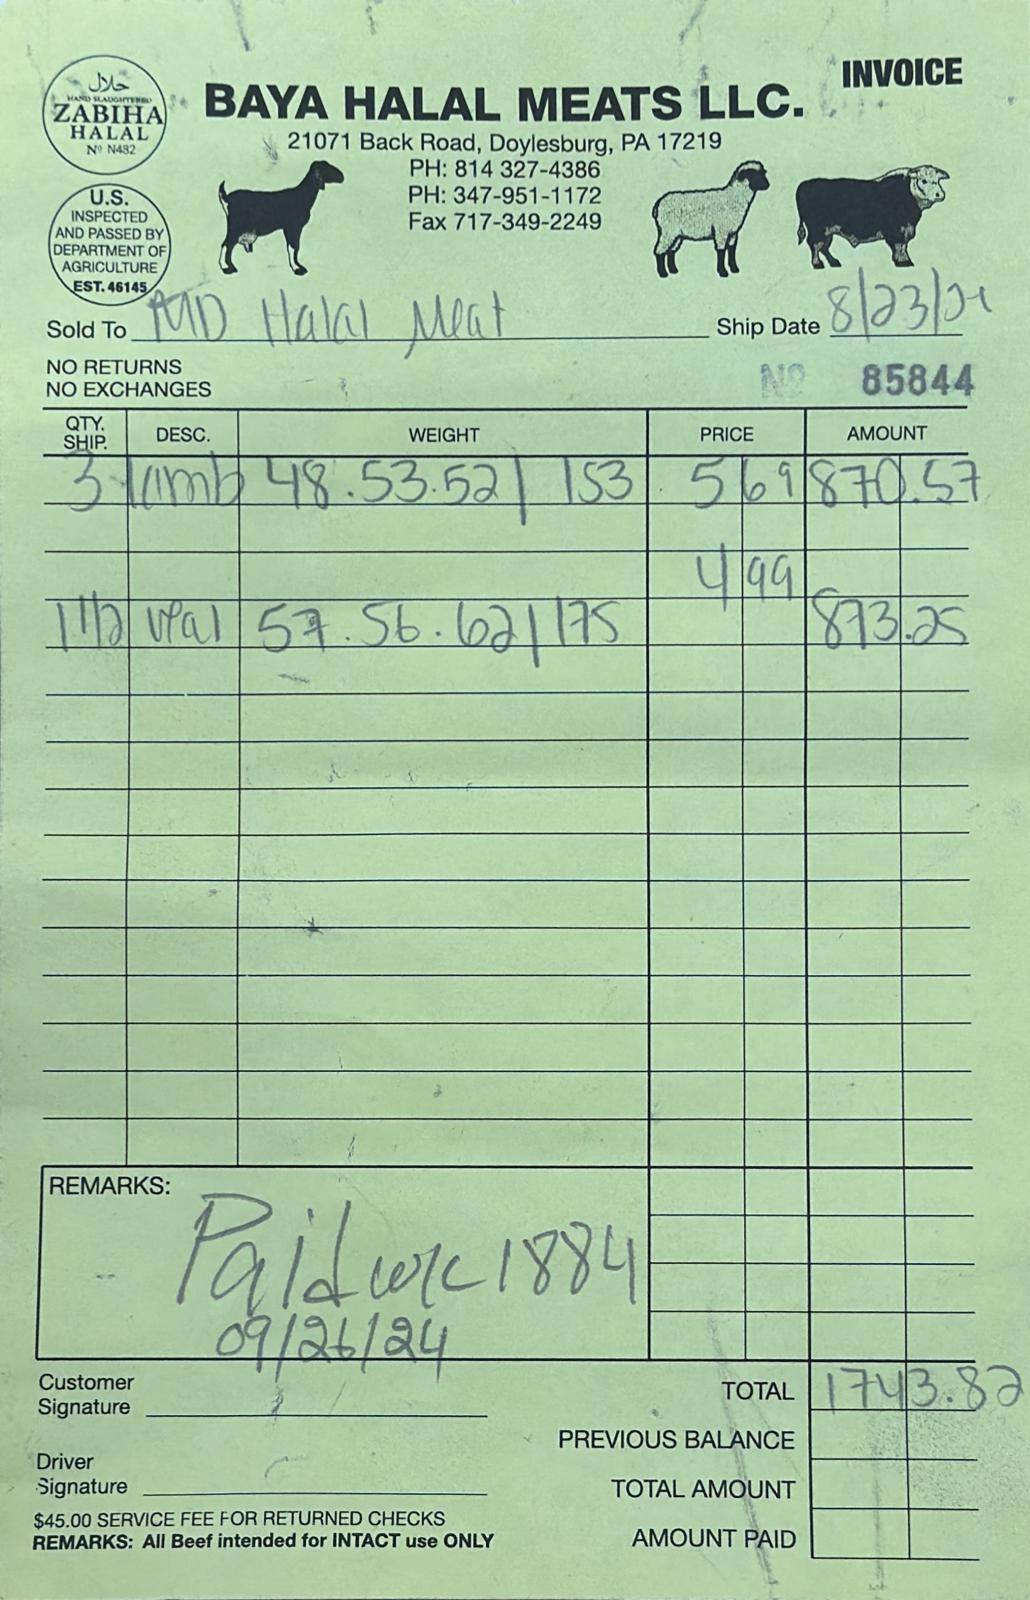 حلال
HAND SLAUGHTERED
ZABIHA
HALAL
Nº N482
INVOICE
BAYA HALAL MEATS LLC.
21071 Back Road, Doylesburg, PA 17219
PH: 814 327-4386
PH: 347-951-1172
Fax 717-349-2249
U.S.
INSPECTED
AND PASSED BY
DEPARTMENT OF
AGRICULTURE
EST. 46145
Sold To MD Halal Meat Ship Date 8/23/24
NO RETURNS
NO EXCHANGES
Nº 85844
QTY. SHIP. DESC. WEIGHT PRICE AMOUNT
3 lamb 48.53.52 | 153 5 69 870.57
4 99
1 1/2 veal 57.56.62 | 175 873.25
REMARKS:
Paid w/c 1884
09/26/24
Customer Signature
TOTAL 1743.82
PREVIOUS BALANCE
Driver Signature
TOTAL AMOUNT
$45.00 SERVICE FEE FOR RETURNED CHECKS
REMARKS: All Beef intended for INTACT use ONLY
AMOUNT PAID